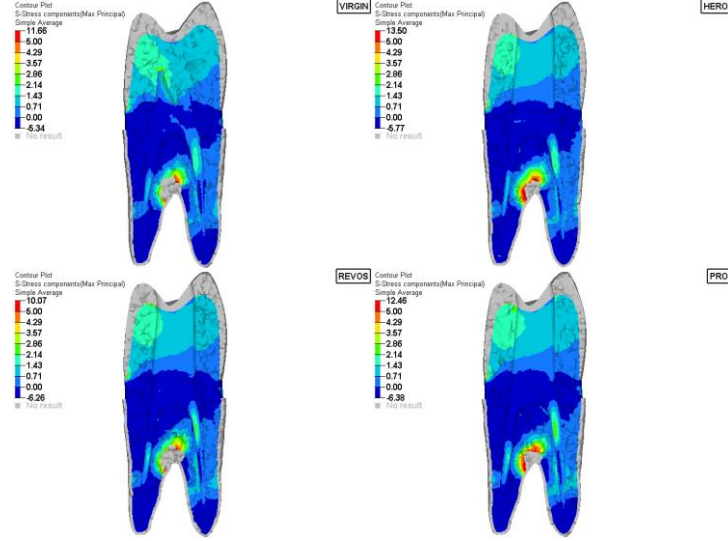 Contour Plot
S-Stress components(Max Principal)
Simple Average
11.66
5.00
4.29
3.57
2.86
2.14
1.43
0.71
0.00
-5.34
No result
VIRGIN
Contour Plot
S-Stress components(Max Principal)
Simple Average
13.50
5.00
4.29
3.57
2.86
2.14
1.43
0.71
0.00
-5.77
No result
HERO
Contour Plot
S-Stress components(Max Principal)
Simple Average
10.07
5.00
4.29
3.57
2.86
2.14
1.43
0.71
0.00
-6.26
No result
REVOS
Contour Plot
S-Stress components(Max Principal)
Simple Average
12.46
5.00
4.29
3.57
2.86
2.14
1.43
0.71
0.00
-6.38
No result
PRO